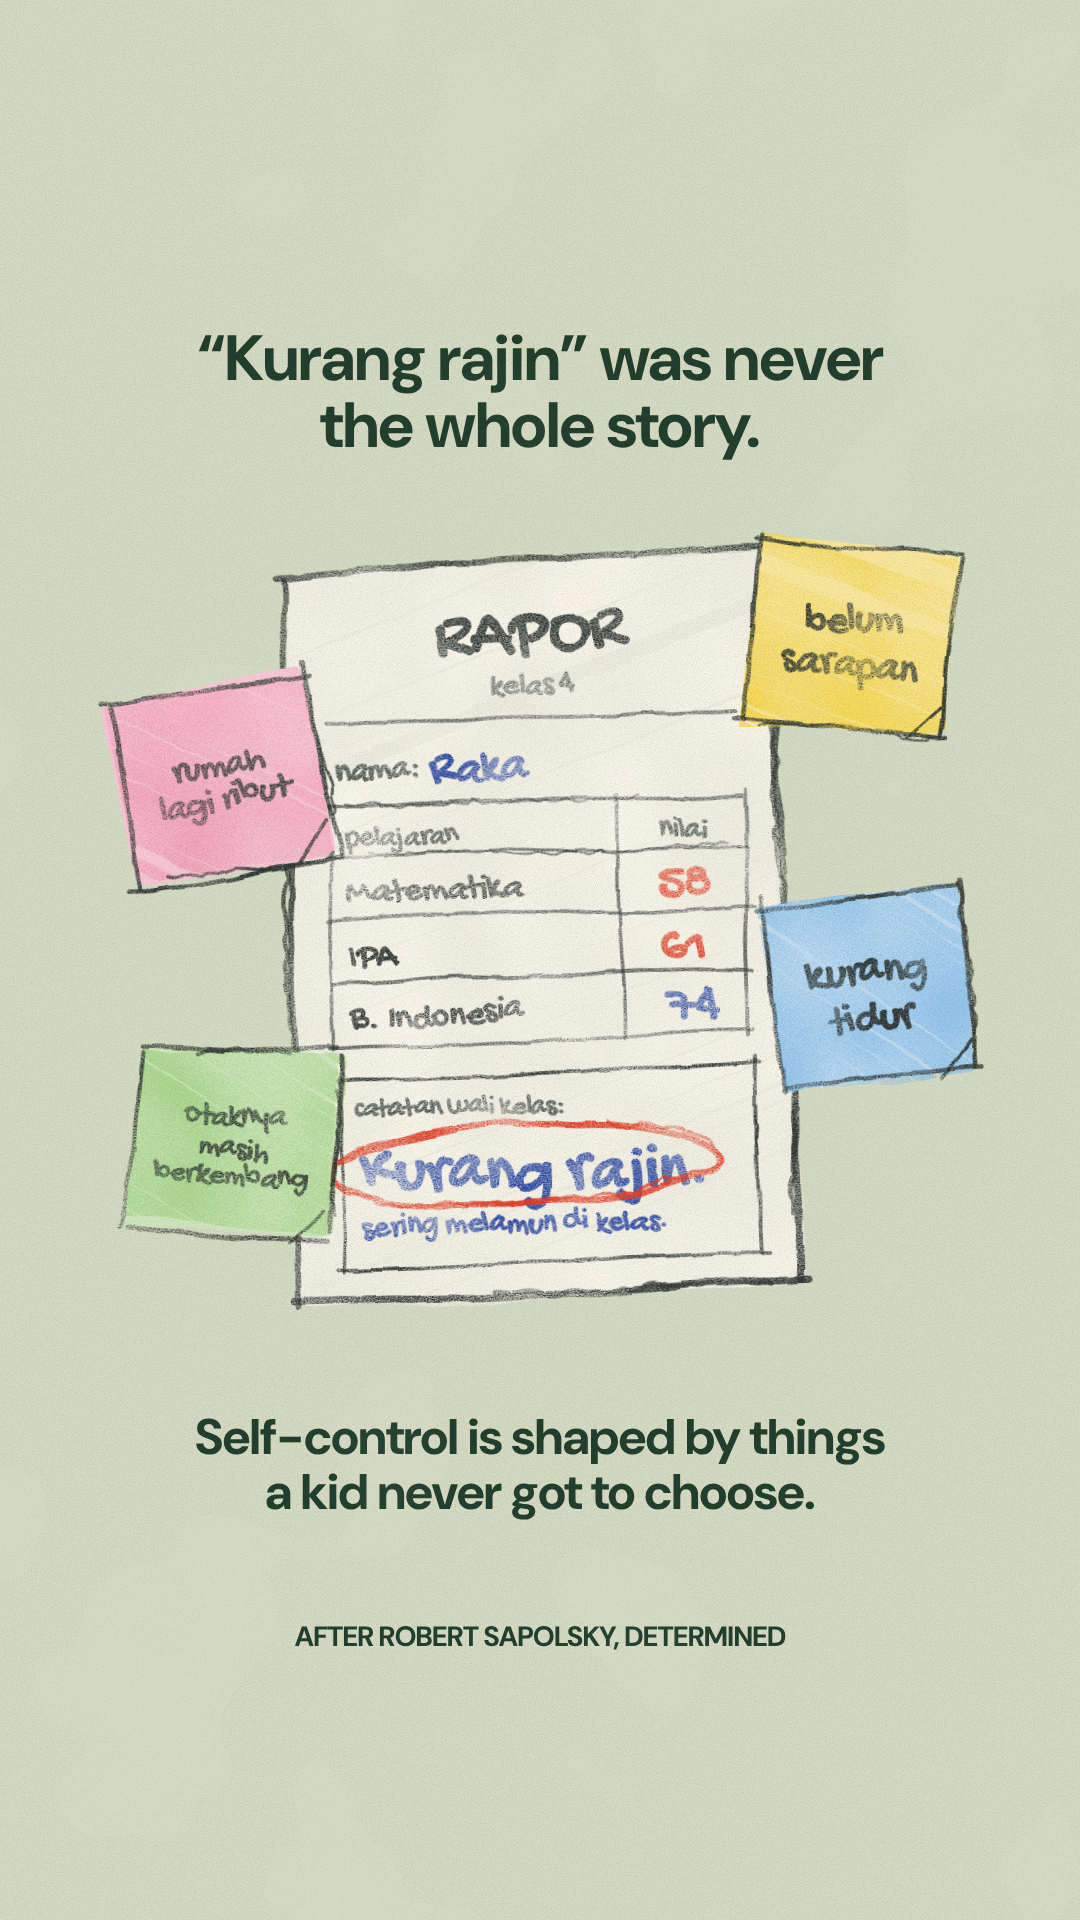 “Kurang rajin” was never
the whole story.
RAPOR
kelas 4
belum
sarapan
rumah
lagi ribut
nama: Raka
pelajaran nilai
Matematika 58
IPA 61
B. Indonesia 74
kurang
tidur
otaknya
masih
berkembang
catatan wali kelas:
Kurang rajin.
sering melamun di kelas.
Self-control is shaped by things
a kid never got to choose.
AFTER ROBERT SAPOLSKY, DETERMINED